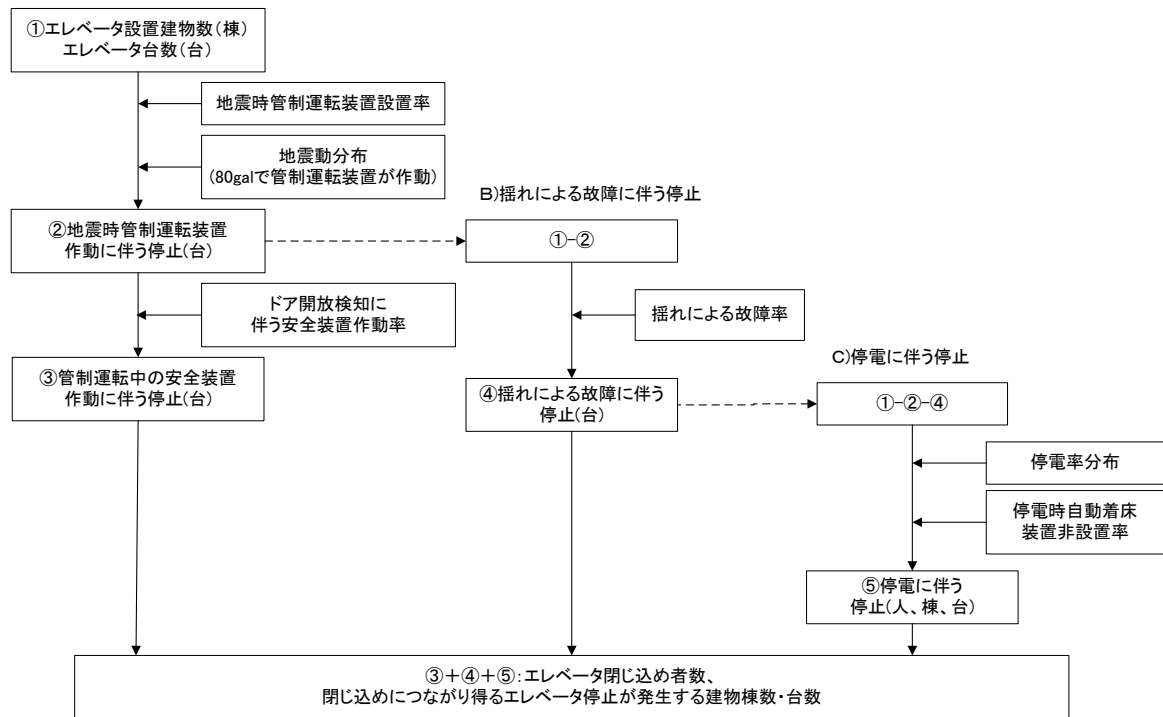 ①エレベータ設置建物数(棟)
エレベータ台数(台)
地震時管制運転装置設置率
地震動分布
(80galで管制運転装置が作動)
②地震時管制運転装置
作動に伴う停止(台)
ドア開放検知に
伴う安全装置作動率
③管制運転中の安全装置
作動に伴う停止(台)
B)揺れによる故障に伴う停止
①-②
揺れによる故障率
④揺れによる故障に伴う
停止(台)
C)停電に伴う停止
①-②-④
停電率分布
停電時自動着床
装置非設置率
⑤停電に伴う
停止(人、棟、台)
③+④+⑤:エレベータ閉じ込め者数、
閉じ込めにつながり得るエレベータ停止が発生する建物棟数・台数